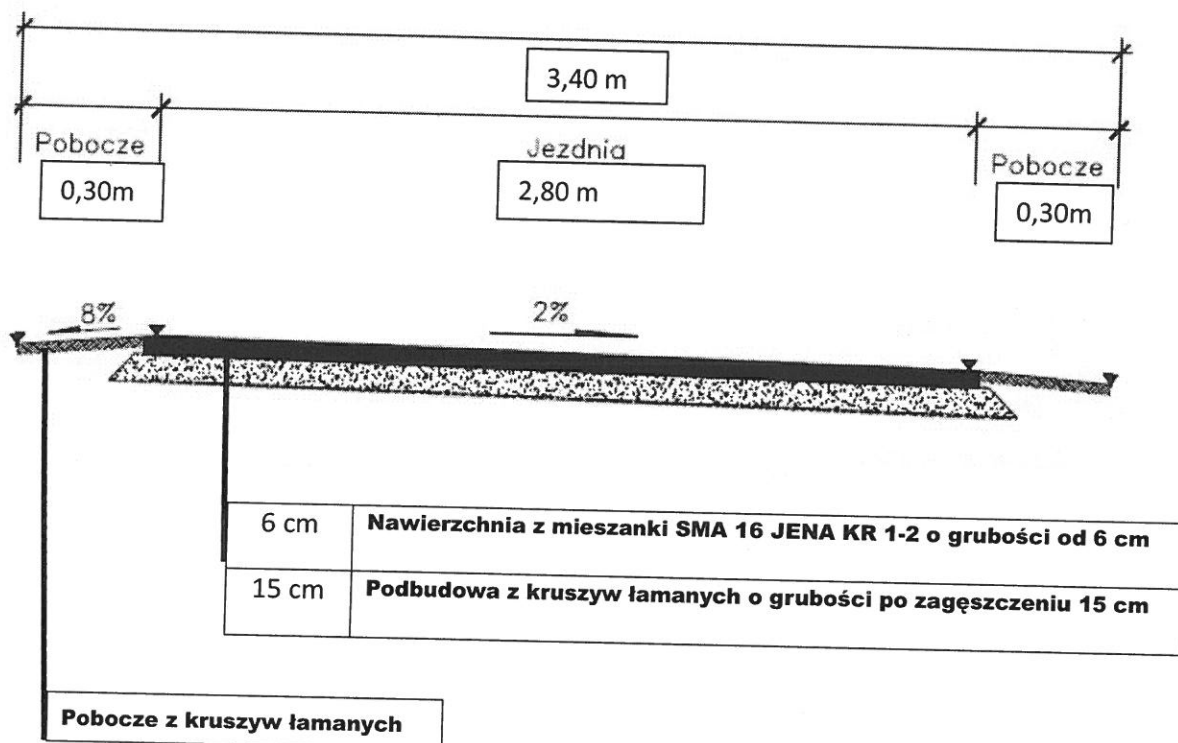 3,40 m
Pobocze
Jezdnia
Pobocze
0,30m
2,80 m
0,30m
8%
2%
6 cm Nawierzchnia z mieszanki SMA 16 JENA KR 1-2 o grubości od 6 cm
15 cm Podbudowa z kruszyw łamanych o grubości po zagęszczeniu 15 cm
Pobocze z kruszyw łamanych